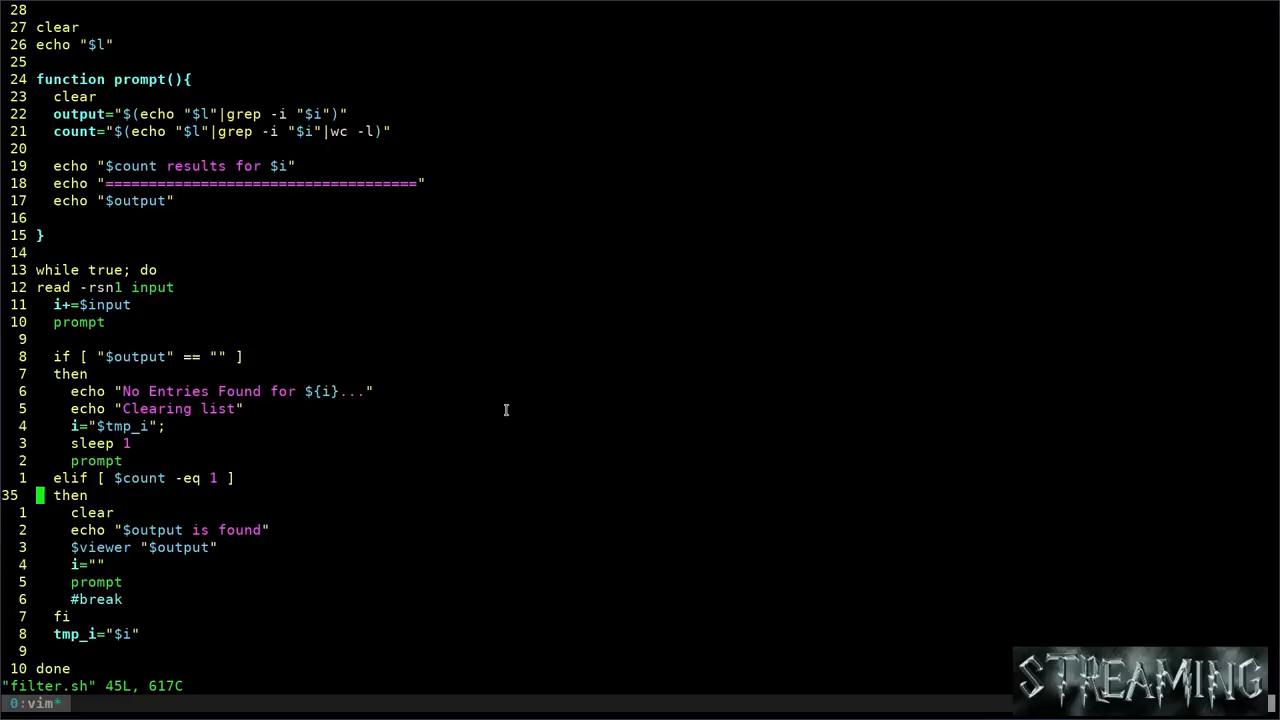 28
27 clear
26 echo "$l"
25
24 function prompt(){
23   clear
22   output="$(echo "$l"|grep -i "$i")"
21   count="$(echo "$l"|grep -i "$i"|wc -l)"
20
19   echo "$count results for $i"
18   echo "===================================="
17   echo "$output"
16
15 }
14
13 while true; do
12 read -rsn1 input
11   i+=$input
10   prompt
9
8   if [ "$output" == "" ]
7   then
6     echo "No Entries Found for ${i}..."
5     echo "Clearing list"
4     i="$tmp_i";
3     sleep 1
2     prompt
1   elif [ $count -eq 1 ]
35   then
1     clear
2     echo "$output is found"
3     $viewer "$output"
4     i=""
5     prompt
6     #break
7   fi
8   tmp_i="$i"
9
10 done
"filter.sh" 45L, 617C
0:vim*
STREAMING